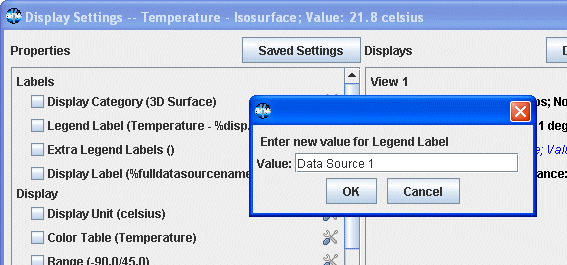 Display Settings -- Temperature - Isosurface; Value: 21.8 celsius
Properties
Saved Settings
Displays
D
Labels
View 1
Display Category (3D Surface)
ps; No
Legend Label (Temperature - %disp.
1 deg
Extra Legend Labels ()
e; Valu
Display Label (%fulldatasourcename
ance:
Enter new value for Legend Label
Value: Data Source 1
OK
Cancel
Display
Display Unit (celsius)
Color Table (Temperature)
Range (-90.0/45.0)